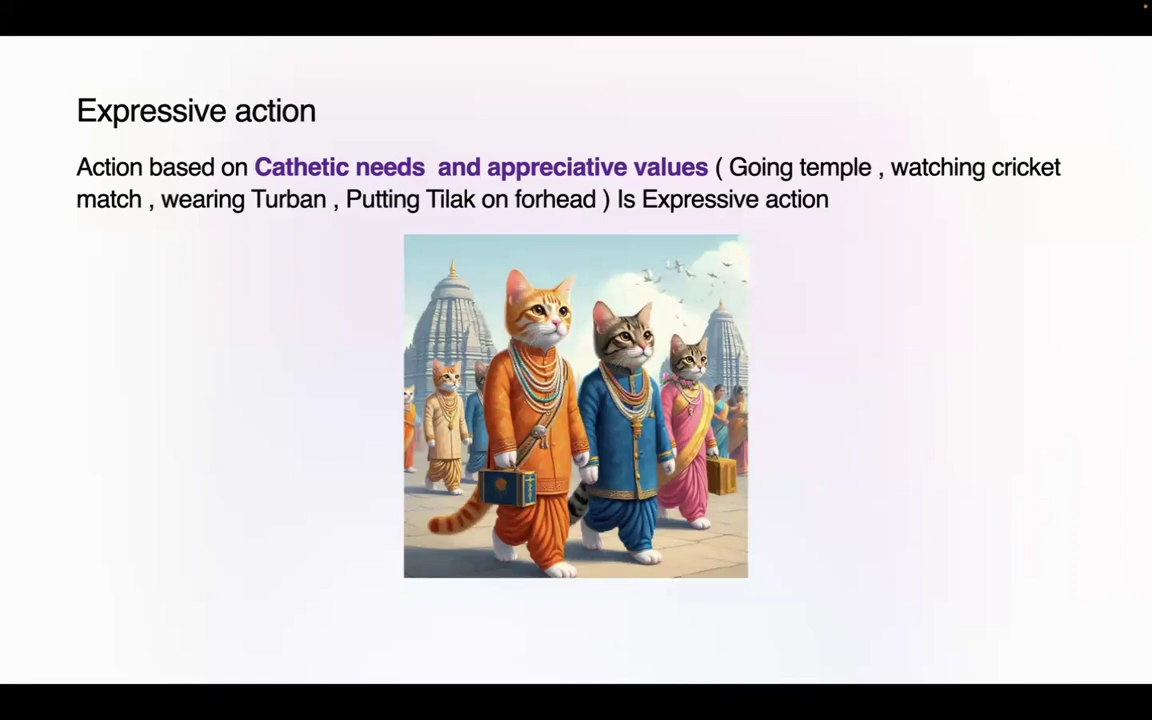 Expressive action
Action based on Cathetic needs  and appreciative values ( Going temple , watching cricket
match , wearing Turban , Putting Tilak on forhead ) Is Expressive action